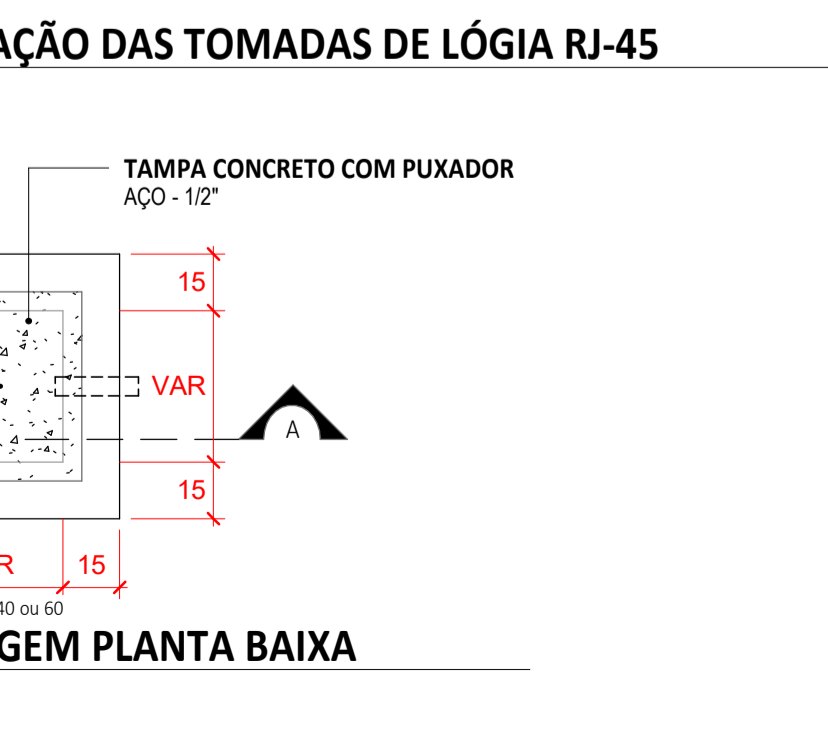 AÇÃO DAS TOMADAS DE LÓGIA RJ-45
TAMPA CONCRETO COM PUXADOR
AÇO - 1/2"
15
VAR
A
15
R 15
40 ou 60
GEM PLANTA BAIXA